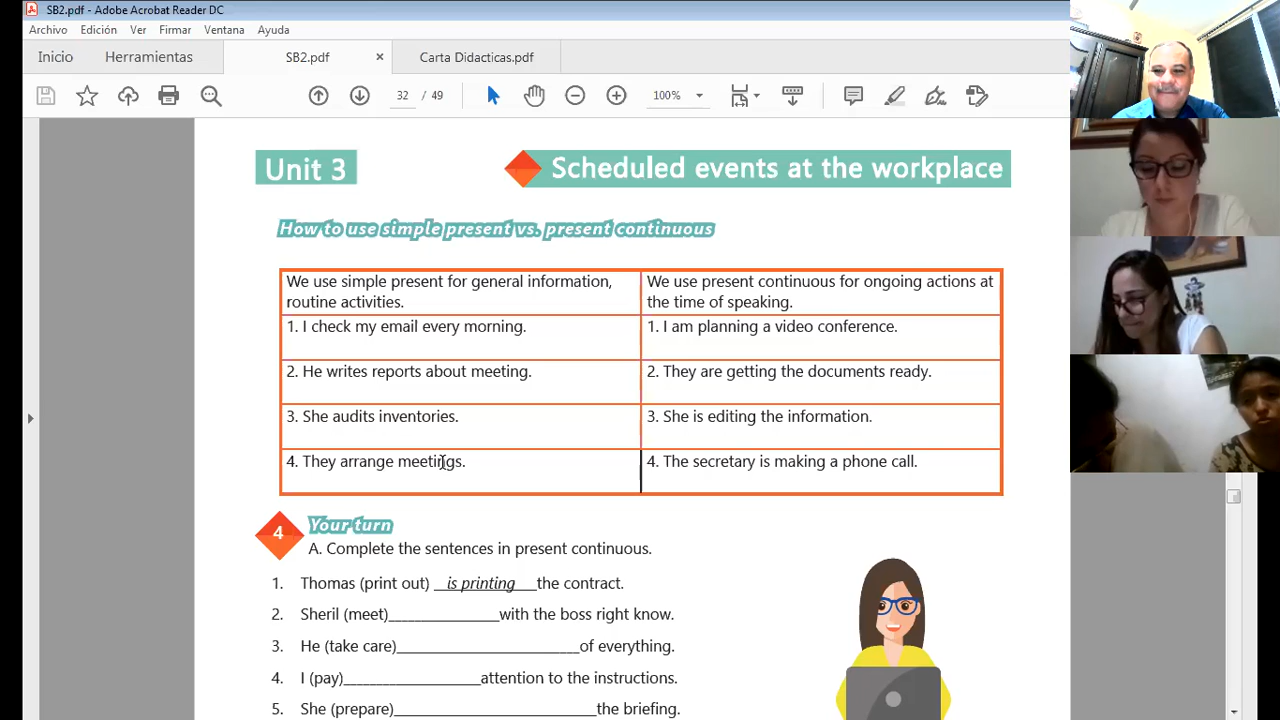 SB2.pdf - Adobe Acrobat Reader DC
Archivo Edición Ver Firmar Ventana Ayuda
Inicio Herramientas SB2.pdf × Carta Didacticas.pdf
32 / 49 100%
Unit 3 Scheduled events at the workplace
How to use simple present vs. present continuous
We use simple present for general information,
routine activities.
We use present continuous for ongoing actions at
the time of speaking.
1. I check my email every morning.
1. I am planning a video conference.
2. He writes reports about meeting.
2. They are getting the documents ready.
3. She audits inventories.
3. She is editing the information.
4. They arrange meetings.
4. The secretary is making a phone call.
4 Your turn
A. Complete the sentences in present continuous.
1. Thomas (print out) __is printing___the contract.
2. Sheril (meet)_______________with the boss right know.
3. He (take care)_________________________of everything.
4. I (pay)___________________attention to the instructions.
5. She (prepare)____________________________the briefing.